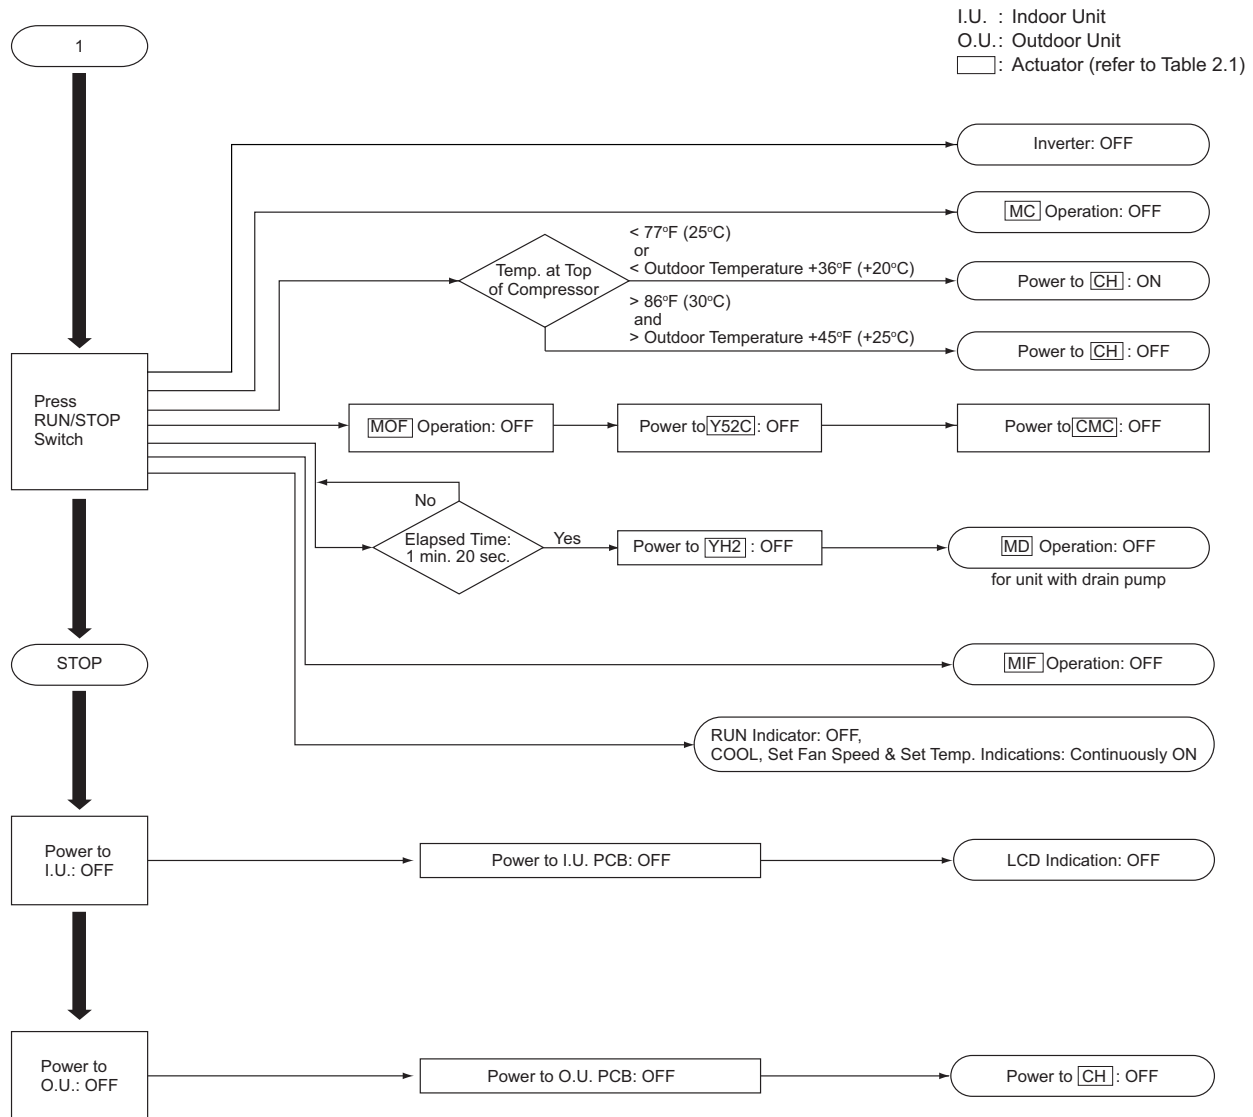 I.U. : Indoor Unit
O.U.: Outdoor Unit
: Actuator (refer to Table 2.1)
1
Inverter: OFF
MC Operation: OFF
Temp. at Top
of Compressor
< 77°F (25°C)
or
< Outdoor Temperature +36°F (+20°C)
Power to CH : ON
> 86°F (30°C)
and
> Outdoor Temperature +45°F (+25°C)
Power to CH : OFF
Press
RUN/STOP
Switch
MOF Operation: OFF
Power to Y52C : OFF
Power to CMC : OFF
No
Elapsed Time:
1 min. 20 sec.
Yes
Power to YH2 : OFF
MD Operation: OFF
for unit with drain pump
STOP
MIF Operation: OFF
RUN Indicator: OFF,
COOL, Set Fan Speed & Set Temp. Indications: Continuously ON
Power to
I.U.: OFF
Power to I.U. PCB: OFF
LCD Indication: OFF
Power to
O.U.: OFF
Power to O.U. PCB: OFF
Power to CH : OFF